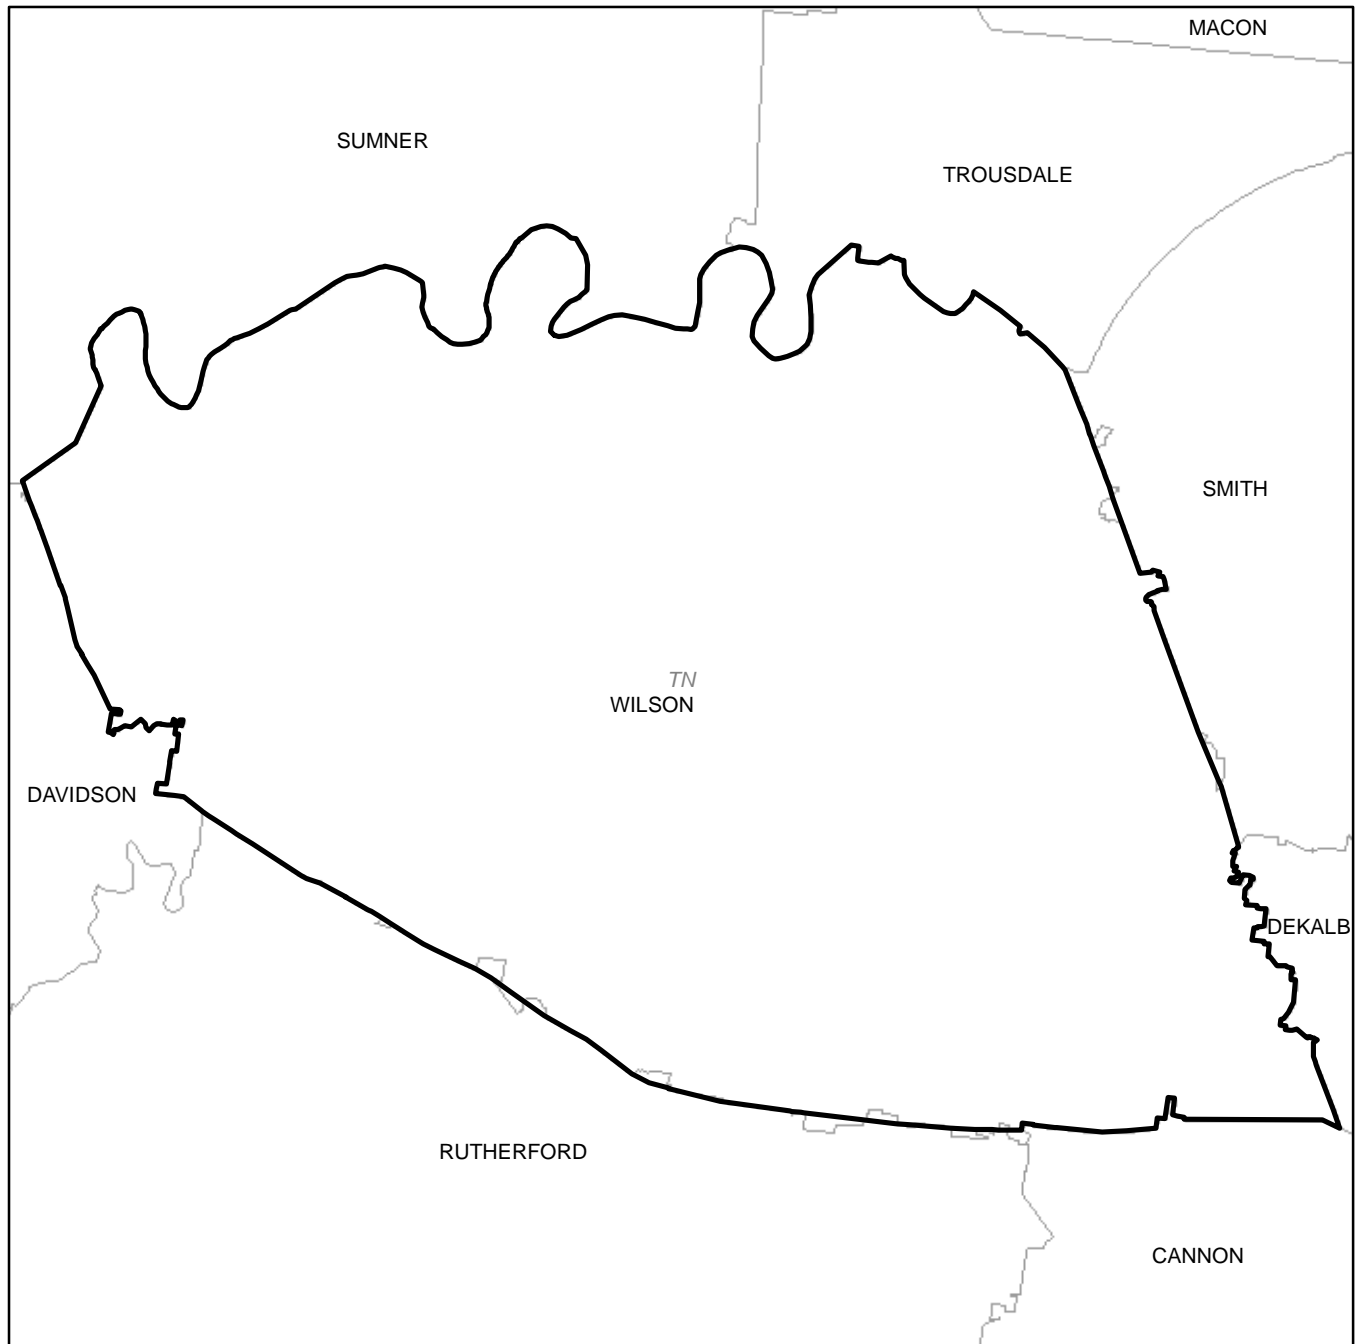 MACON
SUMNER
TROUSDALE
SMITH
TN
WILSON
DAVIDSON
DEKALB
RUTHERFORD
CANNON